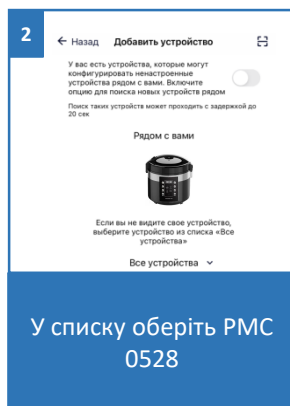 2
← Назад Добавить устройство
У вас есть устройства, которые могут
конфигурировать ненастроенные
устройства рядом с вами. Включите
опцию для поиска новых устройств рядом
Поиск таких устройств может проходить с задержкой до
20 сек
Рядом с вами
Если вы не видите свое устройство,
выберите устройство из списка «Все
устройства»
Все устройства
У списку оберіть РМС
0528